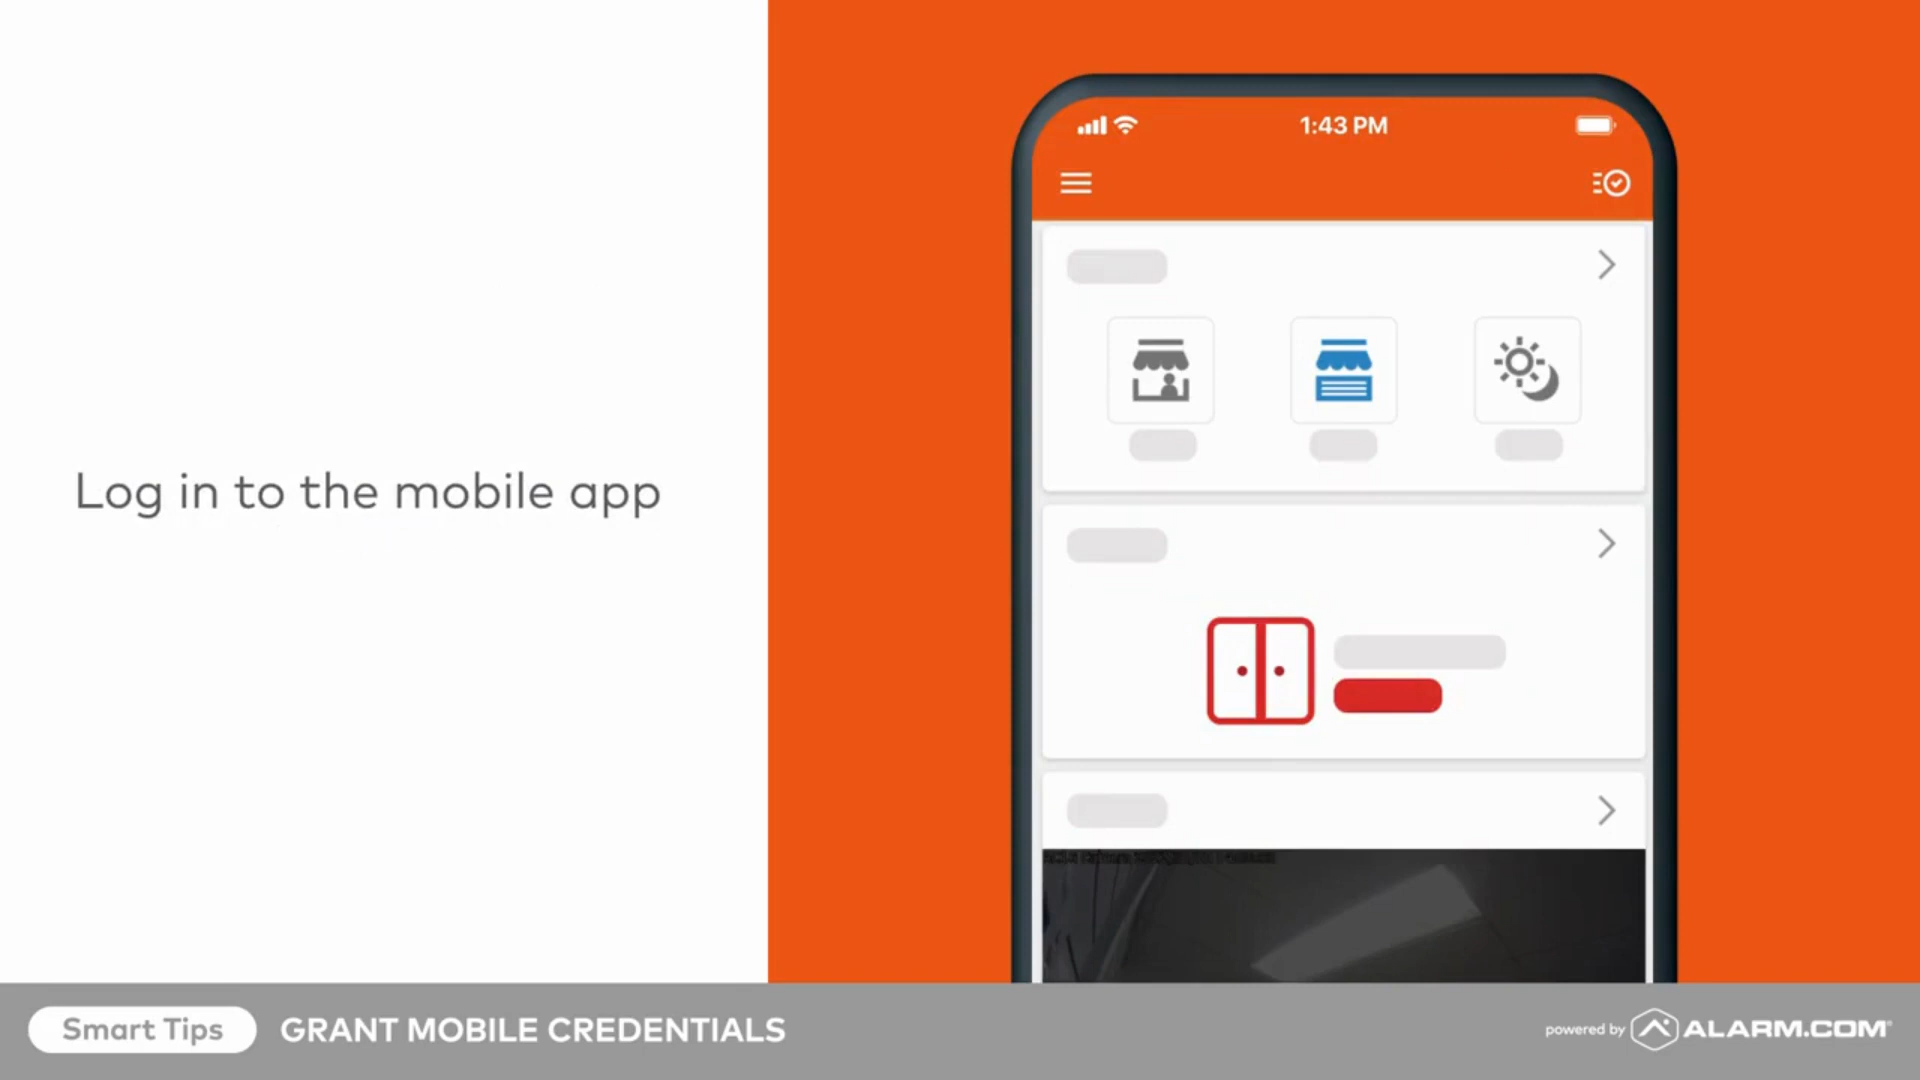 Log in to the mobile app
1:43 PM
Smart Tips
GRANT MOBILE CREDENTIALS
powered by ALARM.COM®